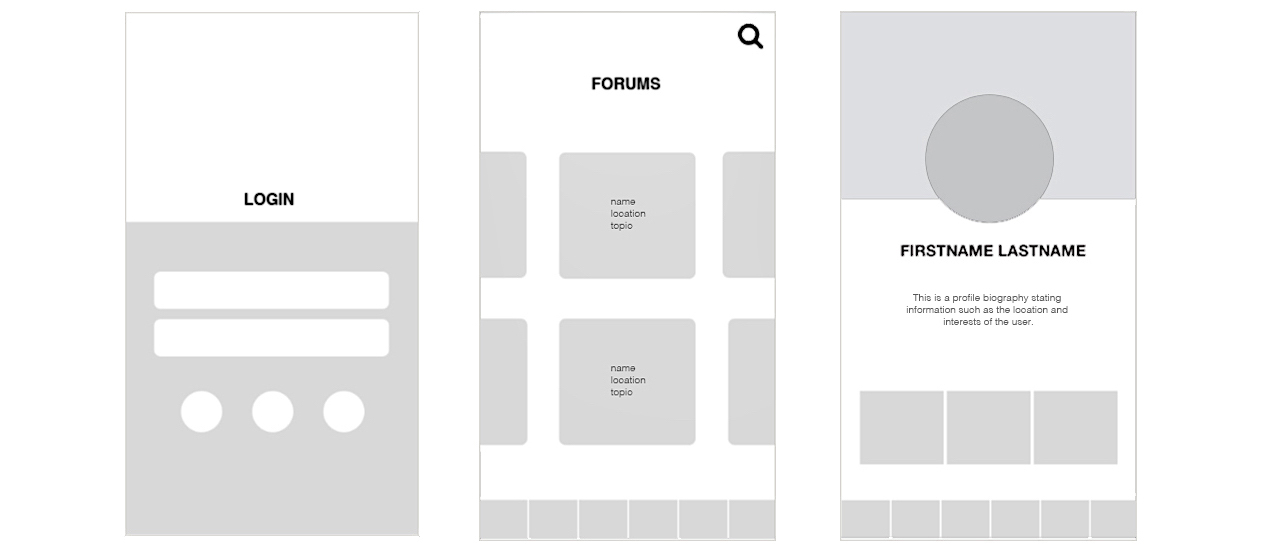 LOGIN
FORUMS
name
location
topic
name
location
topic
FIRSTNAME LASTNAME
This is a profile biography stating
information such as the location and
interests of the user.